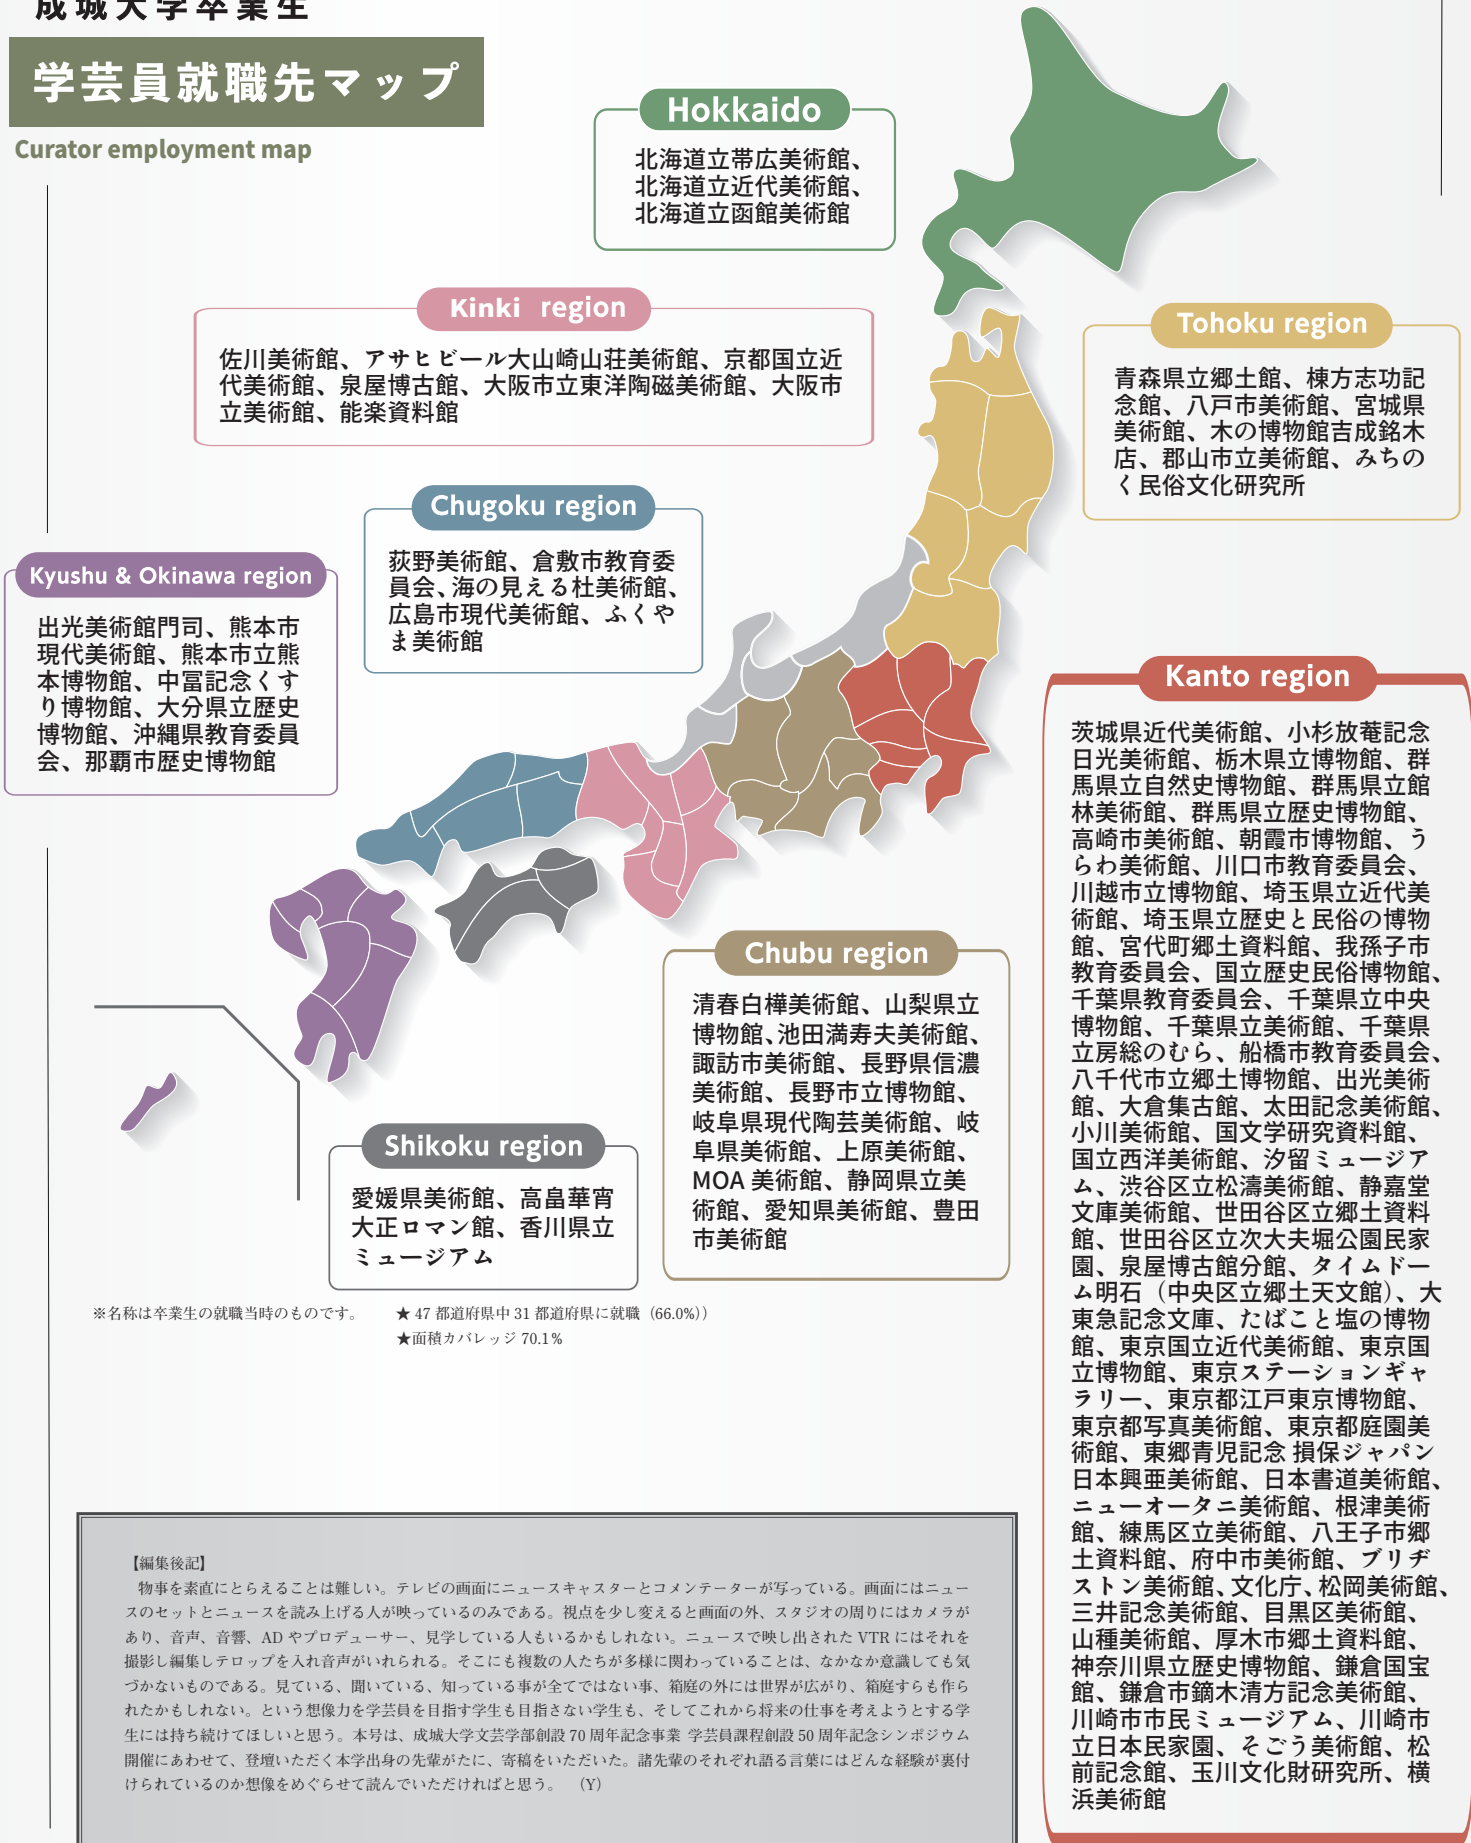 成城大学卒業生
学芸員就職先マップ
Curator employment map
Hokkaido
北海道立帯広美術館、
北海道立近代美術館、
北海道立函館美術館
Kinki region
佐川美術館、アサヒビール大山崎山荘美術館、京都国立近
代美術館、泉屋博古館、大阪市立東洋陶磁美術館、大阪市
立美術館、能楽資料館
Tohoku region
青森県立郷土館、棟方志功記
念館、八戸市美術館、宮城県
美術館、木の博物館吉成銘木
店、郡山市立美術館、みちの
く民俗文化研究所
Chugoku region
荻野美術館、倉敷市教育委
員会、海の見える杜美術館、
広島市現代美術館、ふくや
ま美術館
Kyushu & Okinawa region
出光美術館門司、熊本市
現代美術館、熊本市立熊
本博物館、中冨記念くす
り博物館、大分県立歴史
博物館、沖縄県教育委員
会、那覇市歴史博物館
Kanto region
茨城県近代美術館、小杉放菴記念
日光美術館、栃木県立博物館、群
馬県立自然史博物館、群馬県立館
林美術館、群馬県立歴史博物館、
高崎市美術館、朝霞市博物館、う
らわ美術館、川口市教育委員会、
川越市立博物館、埼玉県立近代美
術館、埼玉県立歴史と民俗の博物
館、宮代町郷土資料館、我孫子市
教育委員会、国立歴史民俗博物館、
千葉県教育委員会、千葉県立中央
博物館、千葉県立美術館、千葉県
立房総のむら、船橋市教育委員会、
八千代市立郷土博物館、出光美術
館、大倉集古館、太田記念美術館、
小川美術館、国文学研究資料館、
国立西洋美術館、汐留ミュージア
ム、渋谷区立松濤美術館、静嘉堂
文庫美術館、世田谷区立郷土資料
館、世田谷区立次大夫堀公園民家
園、泉屋博古館分館、タイムドー
ム明石（中央区立郷土天文館）、大
東急記念文庫、たばこと塩の博物
館、東京国立近代美術館、東京国
立博物館、東京ステーションギャ
ラリー、東京都江戸東京博物館、
東京都写真美術館、東京都庭園美
術館、東郷青児記念 損保ジャパン
日本興亜美術館、日本書道美術館、
ニューオータニ美術館、根津美術
館、練馬区立美術館、八王子市郷
土資料館、府中市美術館、ブリヂ
ストン美術館、文化庁、松岡美術館、
三井記念美術館、目黒区美術館、
山種美術館、厚木市郷土資料館、
神奈川県立歴史博物館、鎌倉国宝
館、鎌倉市鏑木清方記念美術館、
川崎市市民ミュージアム、川崎市
立日本民家園、そごう美術館、松
前記念館、玉川文化財研究所、横
浜美術館
Chubu region
清春白樺美術館、山梨県立
博物館、池田満寿夫美術館、
諏訪市美術館、長野県信濃
美術館、長野市立博物館、
岐阜県現代陶芸美術館、岐
阜県美術館、上原美術館、
MOA 美術館、静岡県立美
術館、愛知県美術館、豊田
市美術館
Shikoku region
愛媛県美術館、高畠華宵
大正ロマン館、香川県立
ミュージアム
※名称は卒業生の就職当時のものです。 ★ 47 都道府県中 31 都道府県に就職（66.0%））
★面積カバレッジ 70.1%
【編集後記】
物事を素直にとらえることは難しい。テレビの画面にニュースキャスターとコメンテーターが写っている。画面にはニュー
スのセットとニュースを読み上げる人が映っているのみである。視点を少し変えると画面の外、スタジオの周りにはカメラが
あり、音声、音響、AD やプロデューサー、見学している人もいるかもしれない。ニュースで映し出された VTR にはそれを
撮影し編集しテロップを入れ音声がいれられる。そこにも複数の人たちが多様に関わっていることは、なかなか意識しても気
づかないものである。見ている、聞いている、知っている事が全てではない事、箱庭の外には世界が広がり、箱庭すらも作ら
れたかもしれない。という想像力を学芸員を目指す学生も目指さない学生も、そしてこれから将来の仕事を考えようとする学
生には持ち続けてほしいと思う。本号は、成城大学文芸学部創設 70 周年記念事業 学芸員課程創設 50 周年記念シンポジウム
開催にあわせて、登壇いただく本学出身の先輩がたに、寄稿をいただいた。諸先輩のそれぞれ語る言葉にはどんな経験が裏付
けられているのか想像をめぐらせて読んでいただければと思う。 （Y）